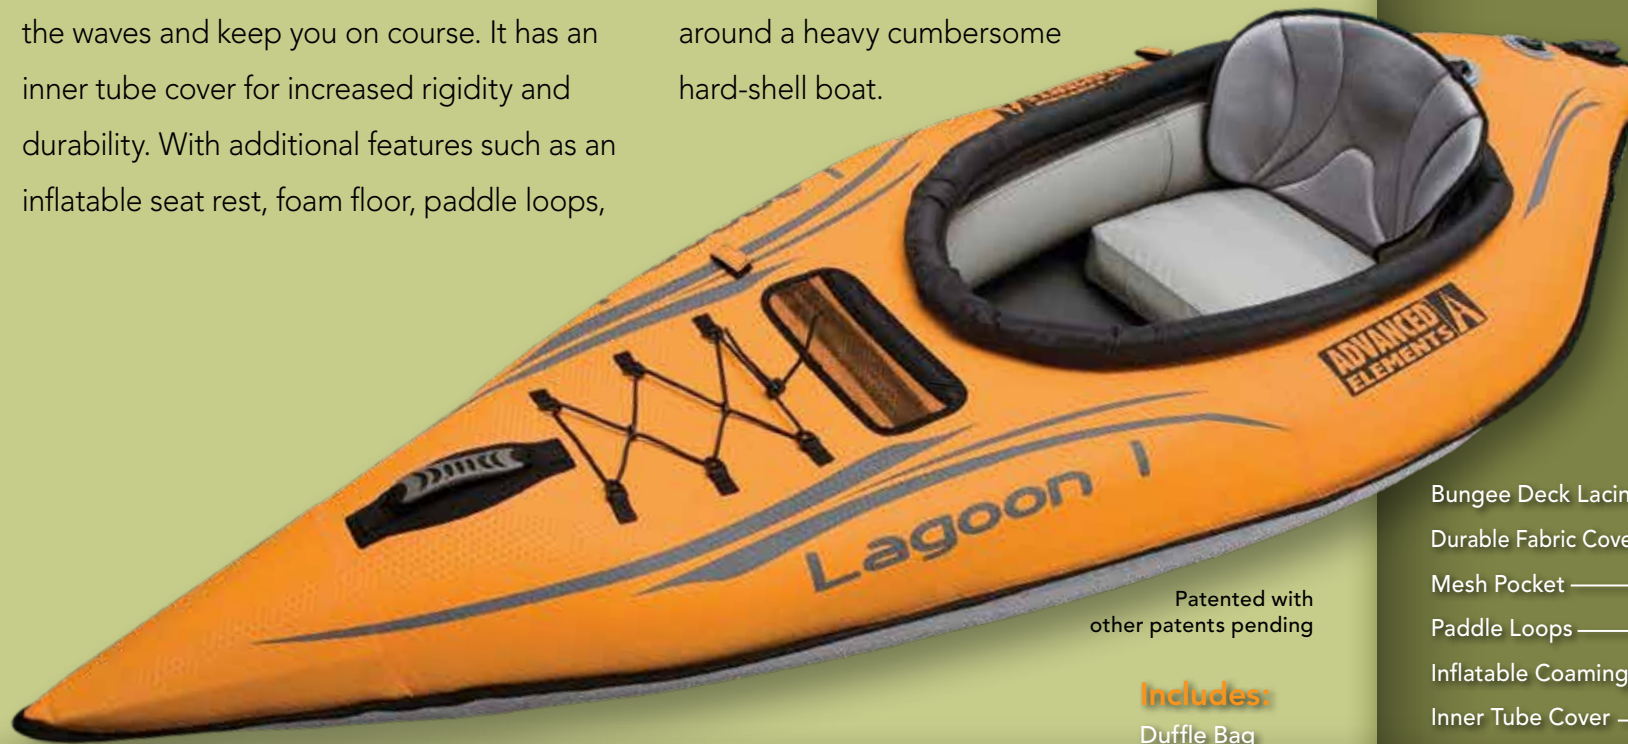 the waves and keep you on course. It has an
inner tube cover for increased rigidity and
durability. With additional features such as an
inflatable seat rest, foam floor, paddle loops,
around a heavy cumbersome
hard-shell boat.
ADVANCED
ELEMENTS
Lagoon 1
Patented with
other patents pending
Includes:
Duffle Bag
Bungee Deck Lacin
Durable Fabric Cove
Mesh Pocket
Paddle Loops
Inflatable Coaming
Inner Tube Cover